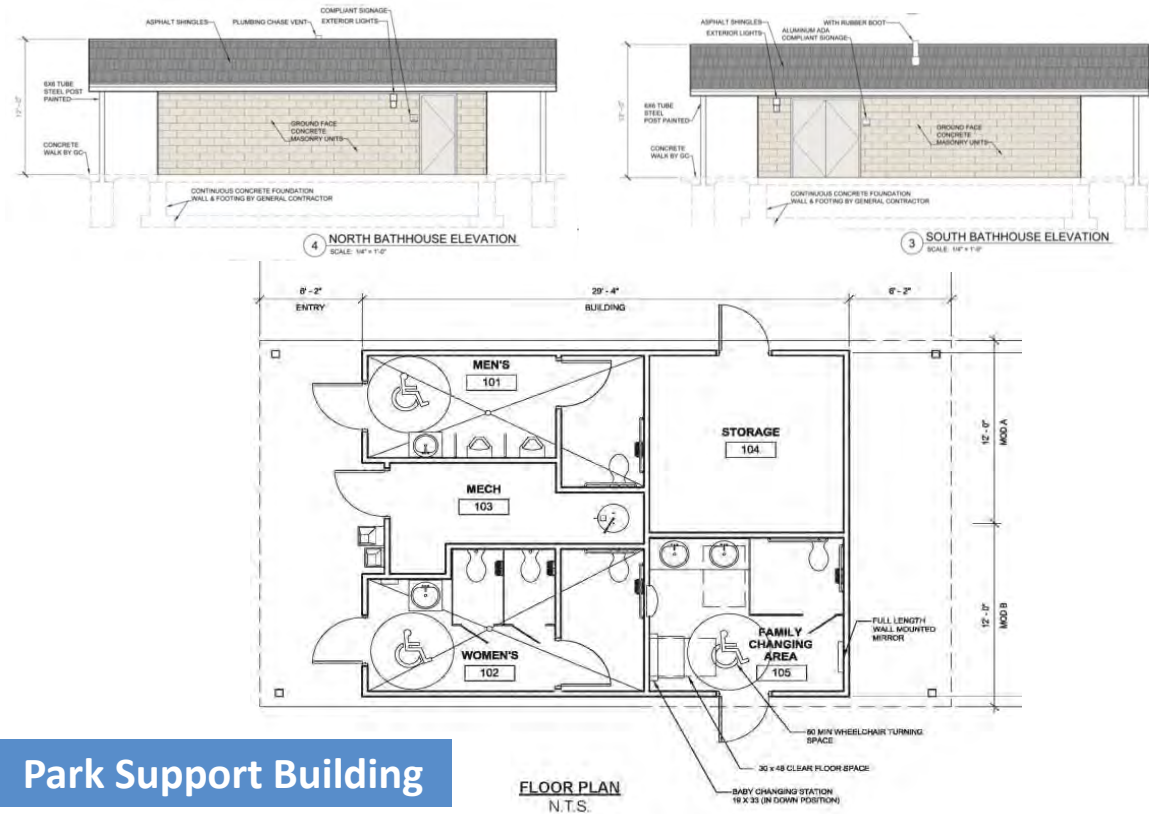 COMPLIANT SIGNAGE
ASPHALT SHINGLES
PLUMBING CHASE VENT
EXTERIOR LIGHTS
6X6 TUBE
STEEL POST
PAINTED
GROUND FACE
CONCRETE
MASONRY UNITS
CONCRETE
WALK BY GC
CONTINUOUS CONCRETE FOUNDATION
WALL & FOOTING BY GENERAL CONTRACTOR
4 NORTH BATHHOUSE ELEVATION
SCALE: 1/4" = 1'-0"
WITH RUBBER BOOT
ASPHALT SHINGLES
EXTERIOR LIGHTS
ALUMINUM ADA
COMPLIANT SIGNAGE
6X6 TUBE
STEEL
POST PAINTED
GROUND FACE
CONCRETE
MASONRY UNITS
CONCRETE
WALK BY GC
CONTINUOUS CONCRETE FOUNDATION
WALL & FOOTING BY GENERAL CONTRACTOR
3 SOUTH BATHHOUSE ELEVATION
SCALE: 1/4" = 1'-0"
ENTRY
29' - 4"
BUILDING
6' - 2"
MEN'S
101
STORAGE
104
12' - 0"
MOD A
MECH
103
12' - 0"
MOD B
WOMEN'S
102
FAMILY
CHANGING
AREA
105
FULL LENGTH
WALL MOUNTED
MIRROR
60 MIN WHEELCHAIR TURNING
SPACE
30 x 48 CLEAR FLOOR SPACE
BABY CHANGING STATION
19 X 33 (IN DOWN POSITION)
FLOOR PLAN
N.T.S.
Park Support Building